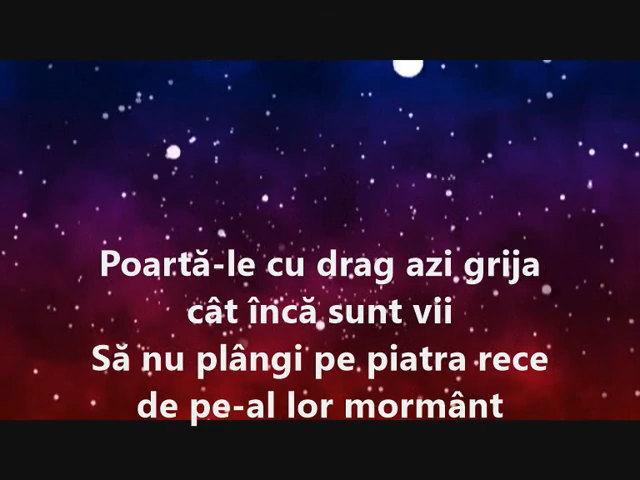 Poartă-le cu drag azi grija
cât încă sunt vii
Să nu plângi pe piatra rece
de pe-al lor mormânt